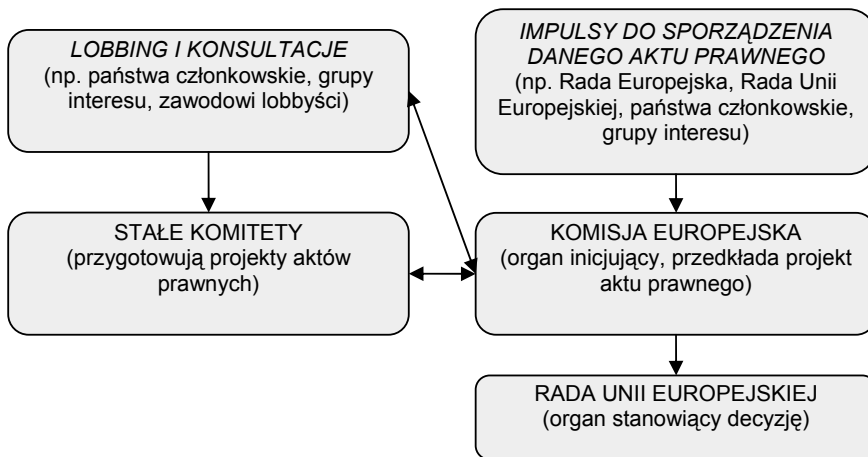 LOBBING I KONSULTACJE
(np. państwa członkowskie, grupy
interesu, zawodowi lobbyści)
IMPULSY DO SPORZĄDZENIA
DANEGO AKTU PRAWNEGO
(np. Rada Europejska, Rada Unii
Europejskiej, państwa członkowskie,
grupy interesu)
STAŁE KOMITETY
(przygotowują projekty aktów
prawnych)
KOMISJA EUROPEJSKA
(organ inicjujący, przedkłada projekt
aktu prawnego)
RADA UNII EUROPEJSKIEJ
(organ stanowiący decyzję)